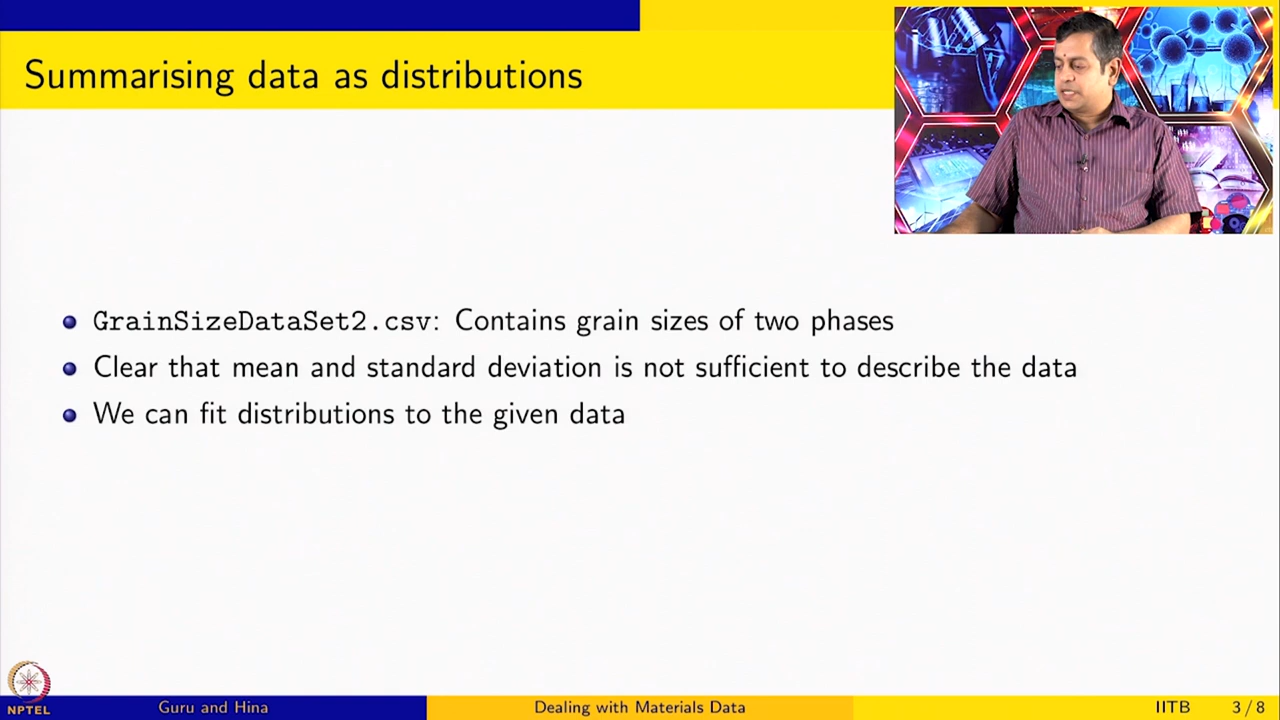 Summarising data as distributions
GrainSizeDataSet2.csv: Contains grain sizes of two phases
Clear that mean and standard deviation is not sufficient to describe the data
We can fit distributions to the given data
NPTEL
Guru and Hina
Dealing with Materials Data
IITB
3 / 8